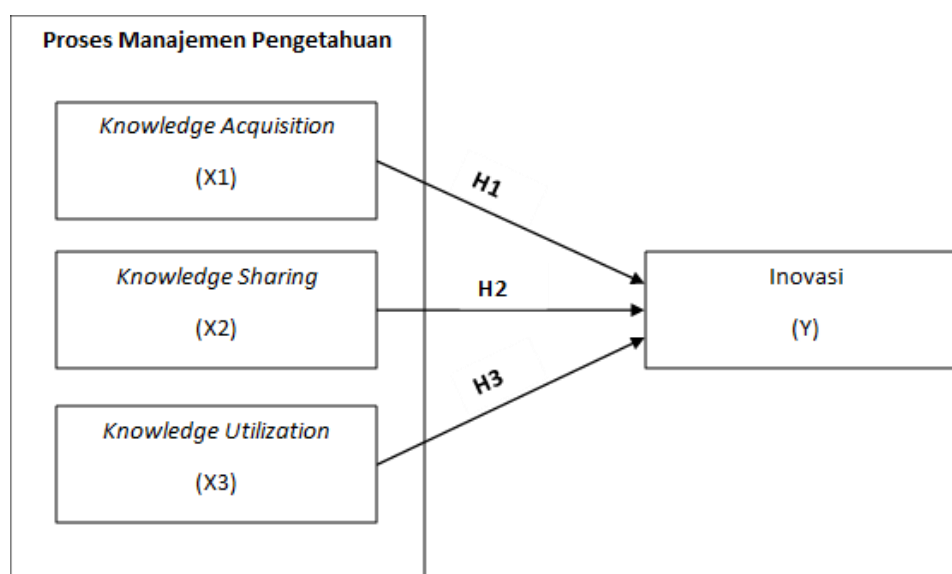 Proses Manajemen Pengetahuan
Knowledge Acquisition
(X1)
H1
Knowledge Sharing
(X2)
H2
Inovasi
(Y)
Knowledge Utilization
(X3)
H3